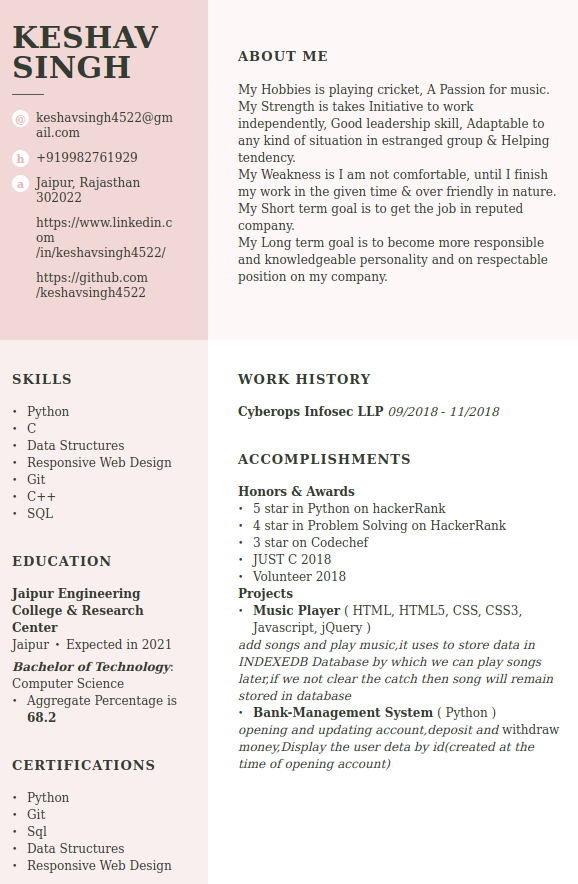 KESHAV
SINGH
@ keshavsingh4522@gm
ail.com
h +919982761929
a Jaipur, Rajasthan
302022
https://www.linkedin.c
om
/in/keshavsingh4522/
https://github.com
/keshavsingh4522
ABOUT ME
My Hobbies is playing cricket, A Passion for music.
My Strength is takes Initiative to work
independently, Good leadership skill, Adaptable to
any kind of situation in estranged group & Helping
tendency.
My Weakness is I am not comfortable, until I finish
my work in the given time & over friendly in nature.
My Short term goal is to get the job in reputed
company.
My Long term goal is to become more responsible
and knowledgeable personality and on respectable
position on my company.
SKILLS
• Python
• C
• Data Structures
• Responsive Web Design
• Git
• C++
• SQL
EDUCATION
Jaipur Engineering
College & Research
Center
Jaipur • Expected in 2021
Bachelor of Technology:
Computer Science
• Aggregate Percentage is
68.2
CERTIFICATIONS
• Python
• Git
• Sql
• Data Structures
• Responsive Web Design
WORK HISTORY
Cyberops Infosec LLP 09/2018 - 11/2018
ACCOMPLISHMENTS
Honors & Awards
• 5 star in Python on hackerRank
• 4 star in Problem Solving on HackerRank
• 3 star on Codechef
• JUST C 2018
• Volunteer 2018
Projects
• Music Player ( HTML, HTML5, CSS, CSS3,
Javascript, jQuery )
add songs and play music,it uses to store data in
INDEXEDB Database by which we can play songs
later,if we not clear the catch then song will remain
stored in database
• Bank-Management System ( Python )
opening and updating account,deposit and withdraw
money,Display the user deta by id(created at the
time of opening account)